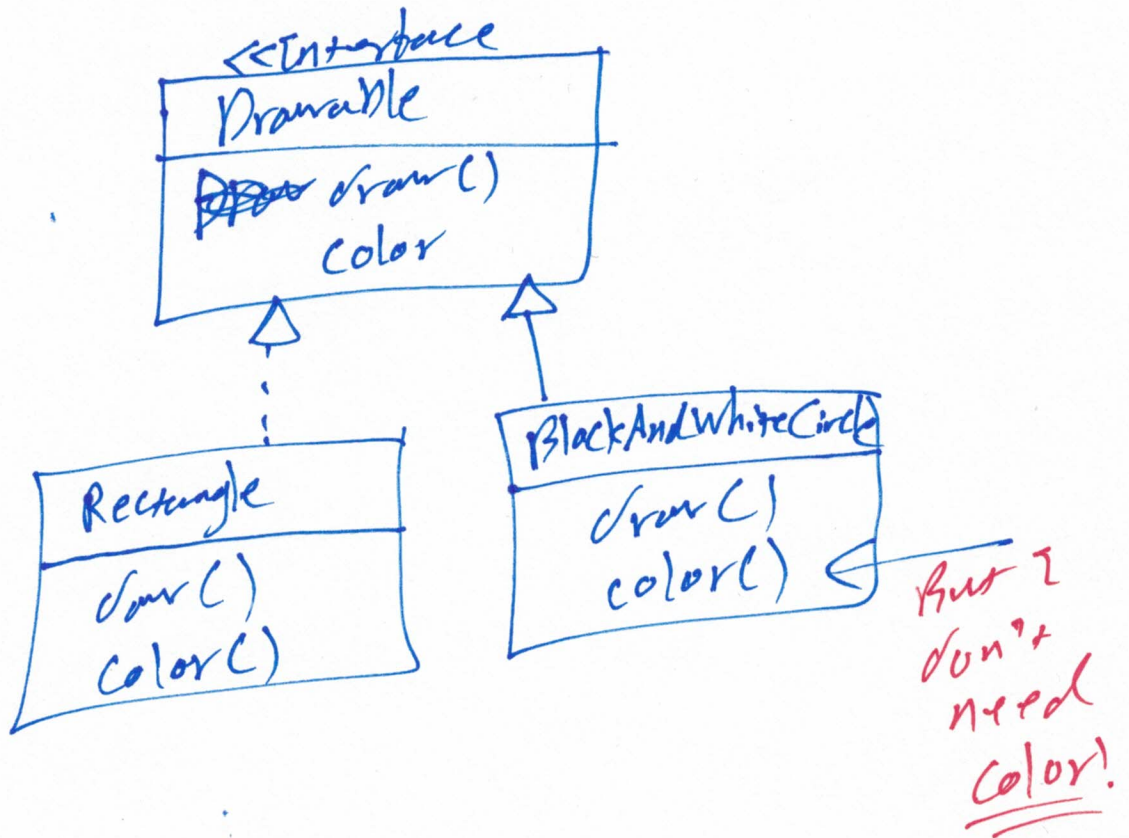 <<Interface
Drawable
draw()
color
Rectangle
draw()
color()
BlackAndWhiteCircle
draw()
color()
But I
don't
need
color!